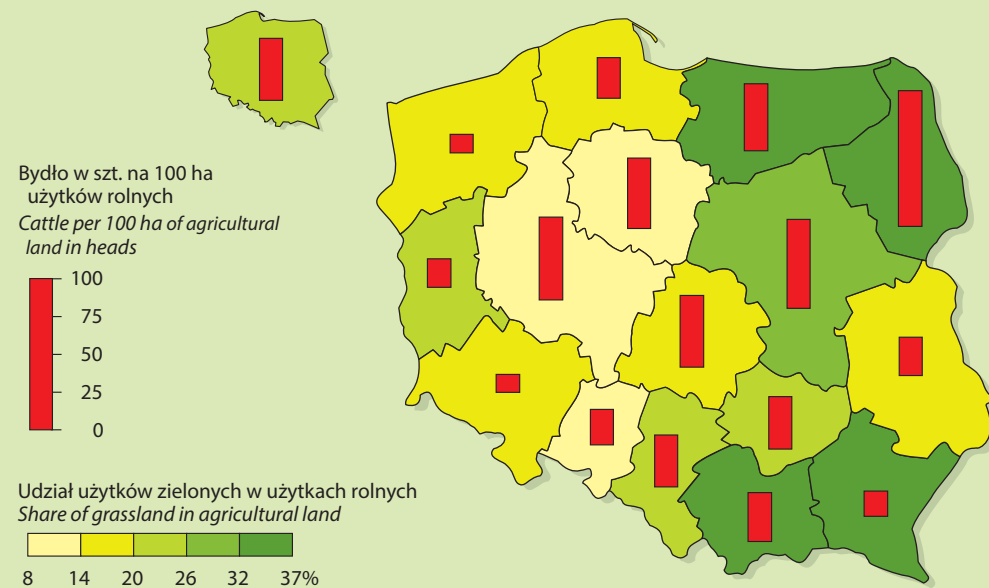 Bydło w szt. na 100 ha
użytków rolnych
Cattle per 100 ha of agricultural
land in heads
100
75
50
25
0
Udział użytków zielonych w użytkach rolnych
Share of grassland in agricultural land
8 14 20 26 32 37%